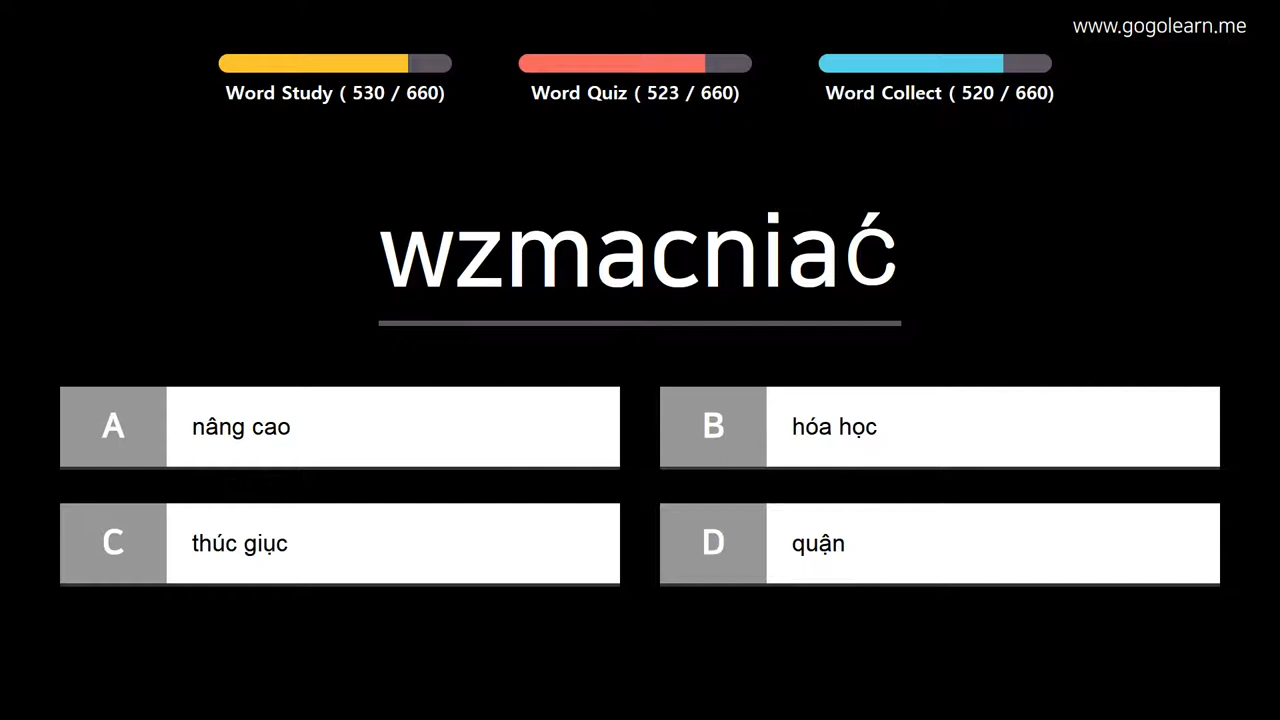 www.gogolearn.me
Word Study ( 530 / 660)
Word Quiz ( 523 / 660)
Word Collect ( 520 / 660)
wzmacniać
A
nâng cao
B
hóa học
C
thúc giục
D
quận